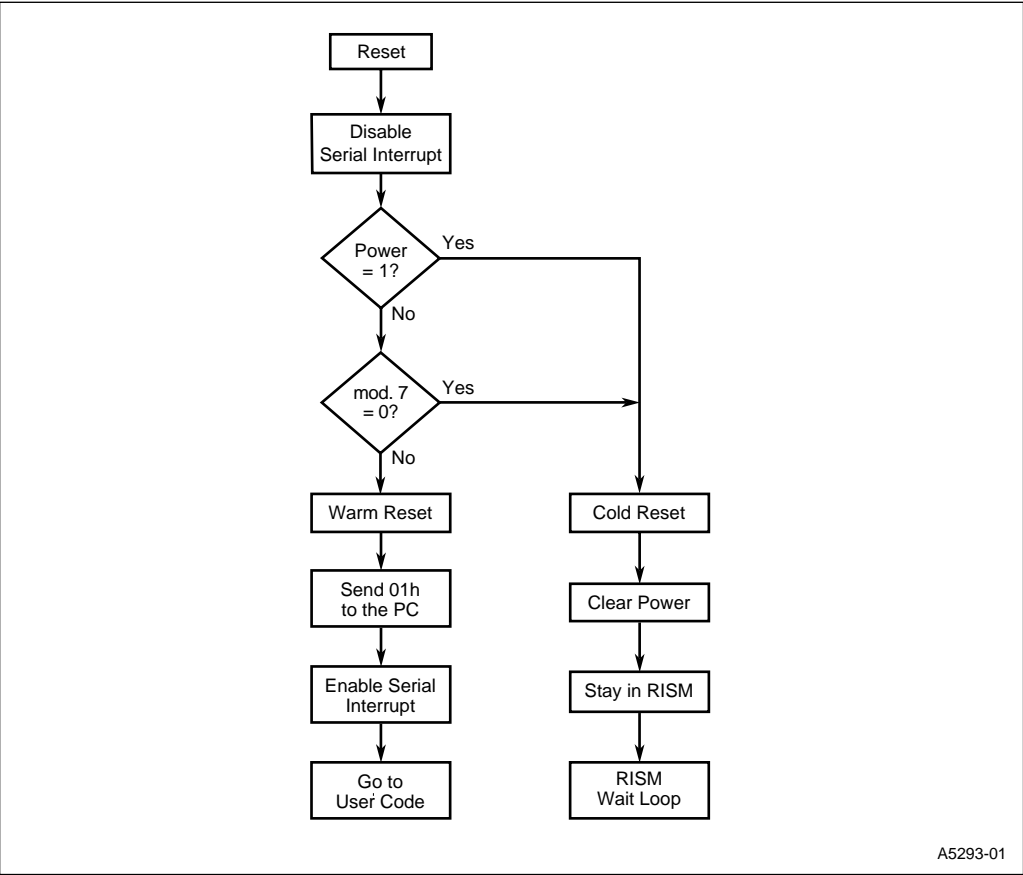 Reset
Disable
Serial Interrupt
Power
= 1?
Yes
No
mod. 7
= 0?
Yes
No
Warm Reset
Send 01h
to the PC
Enable Serial
Interrupt
Go to
User Code
Cold Reset
Clear Power
Stay in RISM
RISM
Wait Loop
A5293-01